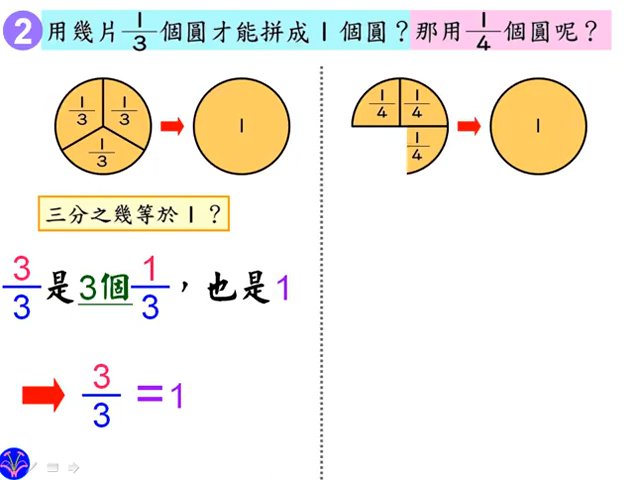 2 用幾片 1/3 個圓才能拼成 1 個圓？那用 1/4 個圓呢？
1/3 1/3 1/3 1
1/4 1/4 1/4 1
三分之幾等於 1 ？
3/3 是 3個 1/3 ，也是 1
3/3 = 1